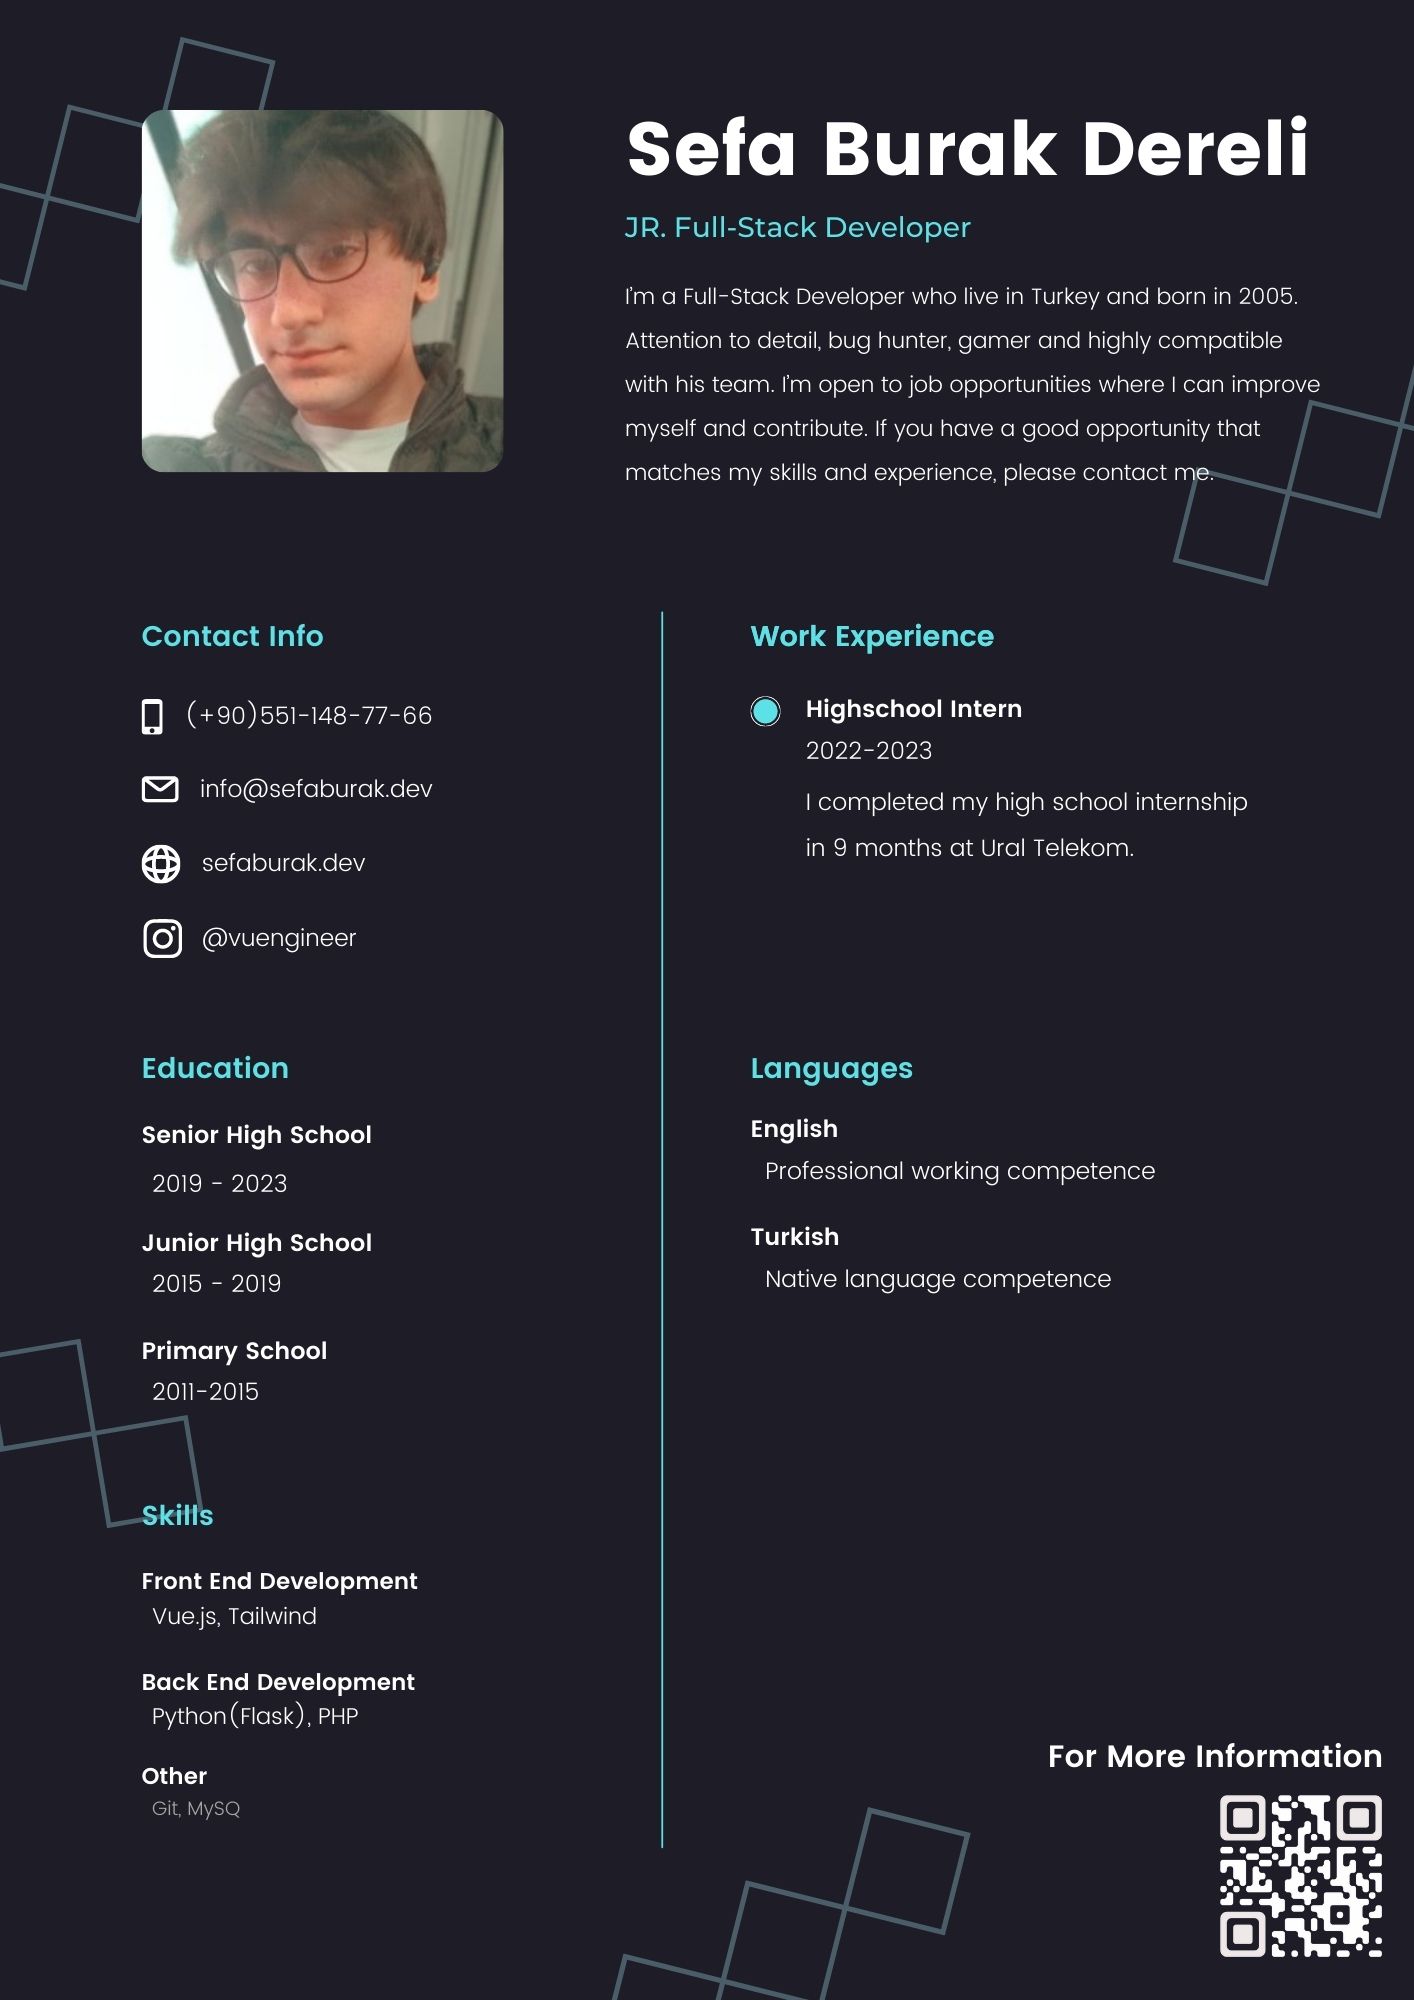 Sefa Burak Dereli
JR. Full-Stack Developer
I'm a Full-Stack Developer who live in Turkey and born in 2005.
Attention to detail, bug hunter, gamer and highly compatible
with his team. I'm open to job opportunities where I can improve
myself and contribute. If you have a good opportunity that
matches my skills and experience, please contact me.
Contact Info
(+90)551-148-77-66
info@sefaburak.dev
sefaburak.dev
@vuengineer
Work Experience
Highschool Intern
2022-2023
I completed my high school internship
in 9 months at Ural Telekom.
Education
Senior High School
2019 - 2023
Junior High School
2015 - 2019
Primary School
2011-2015
Languages
English
Professional working competence
Turkish
Native language competence
Skills
Front End Development
Vue.js, Tailwind
Back End Development
Python(Flask), PHP
Other
Git, MySQ
For More Information